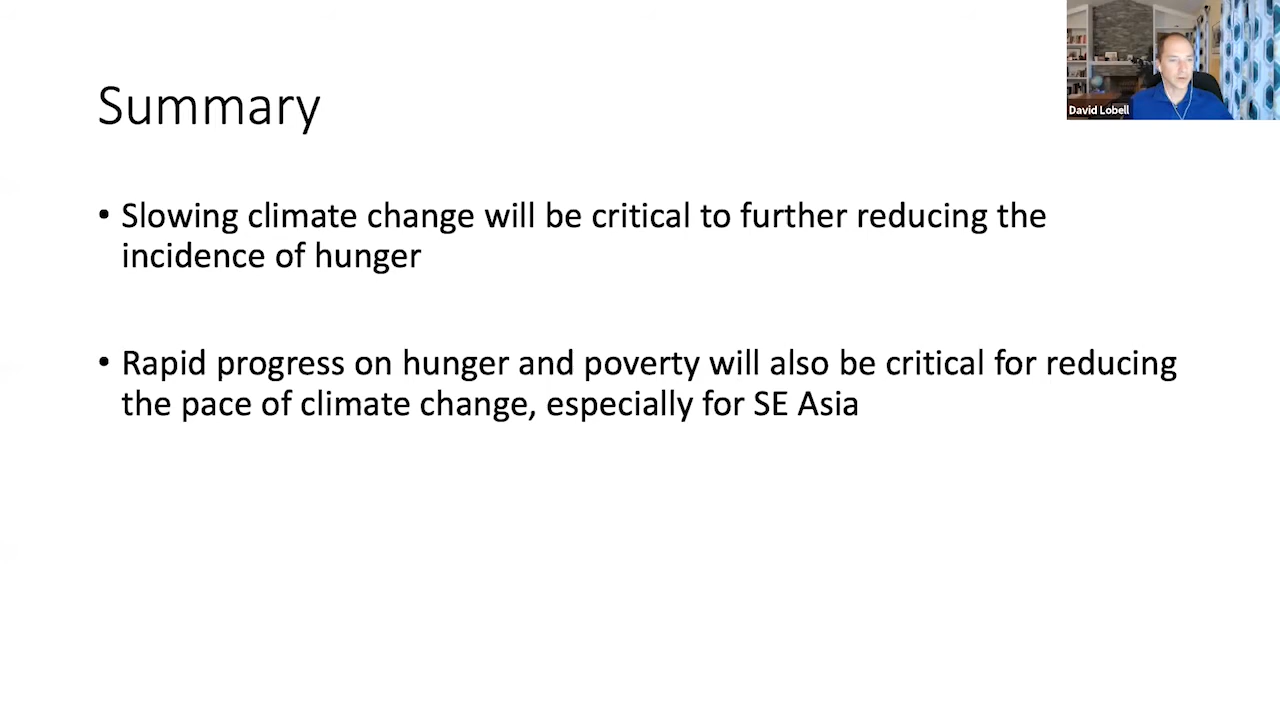 Summary
• Slowing climate change will be critical to further reducing the
incidence of hunger
• Rapid progress on hunger and poverty will also be critical for reducing
the pace of climate change, especially for SE Asia
David Lobell